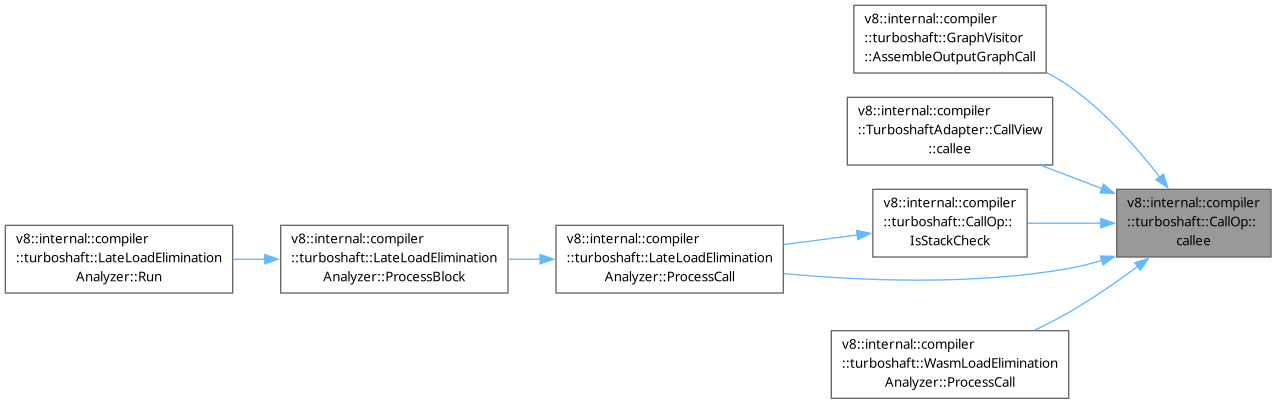 v8::internal::compiler
::turboshaft::GraphVisitor
::AssembleOutputGraphCall
v8::internal::compiler
::TurboshaftAdapter::CallView
::callee
v8::internal::compiler
::turboshaft::CallOp::
IsStackCheck
v8::internal::compiler
::turboshaft::CallOp::
callee
v8::internal::compiler
::turboshaft::LateLoadElimination
Analyzer::Run
v8::internal::compiler
::turboshaft::LateLoadElimination
Analyzer::ProcessBlock
v8::internal::compiler
::turboshaft::LateLoadElimination
Analyzer::ProcessCall
v8::internal::compiler
::turboshaft::WasmLoadElimination
Analyzer::ProcessCall